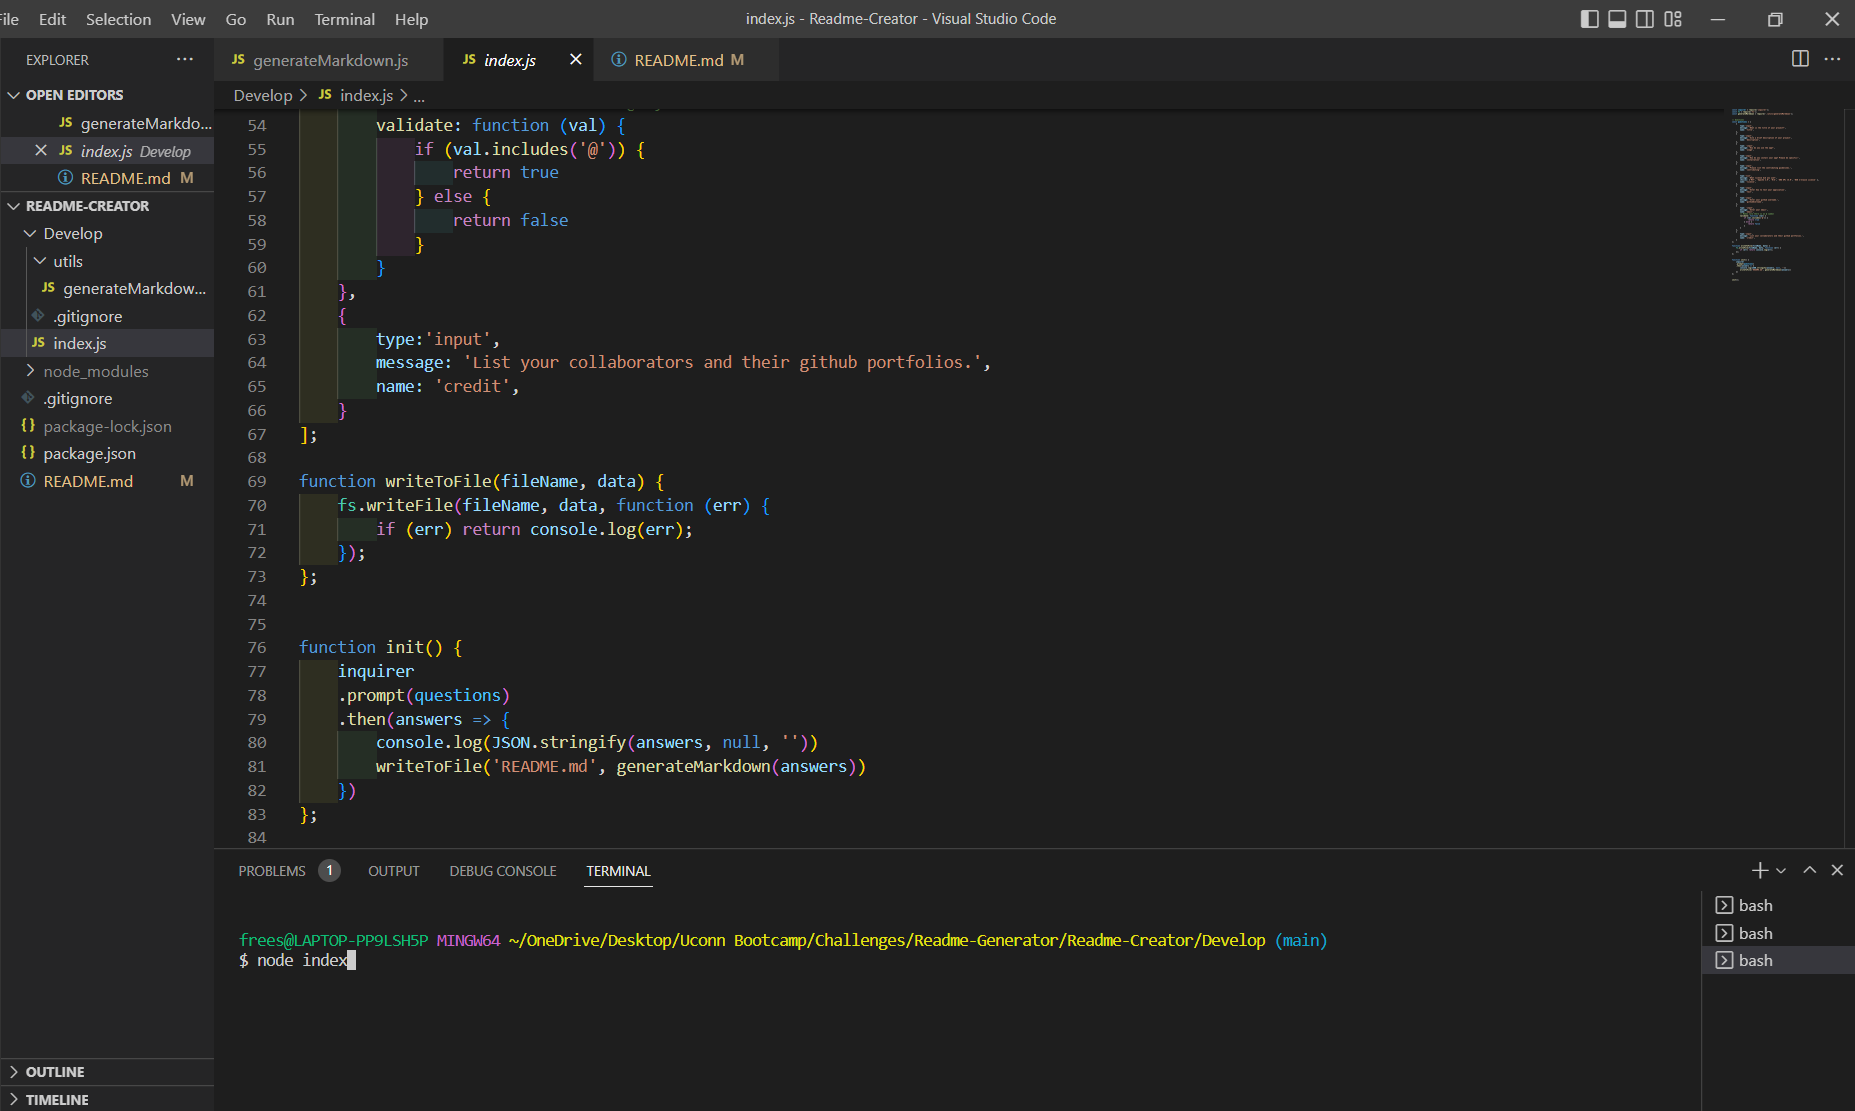 ile Edit Selection View Go Run Terminal Help
index.js - Readme-Creator - Visual Studio Code
EXPLORER
OPEN EDITORS
JS generateMarkdo...
JS index.js Develop
README.md M
README-CREATOR
Develop
utils
JS generateMarkdow...
.gitignore
JS index.js
node_modules
.gitignore
{} package-lock.json
{} package.json
README.md M
OUTLINE
TIMELINE
JS generateMarkdown.js
JS index.js
README.md M
Develop > JS index.js > ...
54 validate: function (val) {
55 if (val.includes('@')) {
56 return true
57 } else {
58 return false
59 }
60 }
61 },
62 {
63 type:'input',
64 message: 'List your collaborators and their github portfolios.',
65 name: 'credit',
66 }
67 ];
68
69 function writeToFile(fileName, data) {
70 fs.writeFile(fileName, data, function (err) {
71 if (err) return console.log(err);
72 });
73 };
74
75
76 function init() {
77 inquirer
78 .prompt(questions)
79 .then(answers => {
80 console.log(JSON.stringify(answers, null, ''))
81 writeToFile('README.md', generateMarkdown(answers))
82 })
83 };
84
PROBLEMS 1 OUTPUT DEBUG CONSOLE TERMINAL
frees@LAPTOP-PP9LSH5P MINGW64 ~/OneDrive/Desktop/Uconn Bootcamp/Challenges/Readme-Generator/Readme-Creator/Develop (main)
$ node index
bash
bash
bash